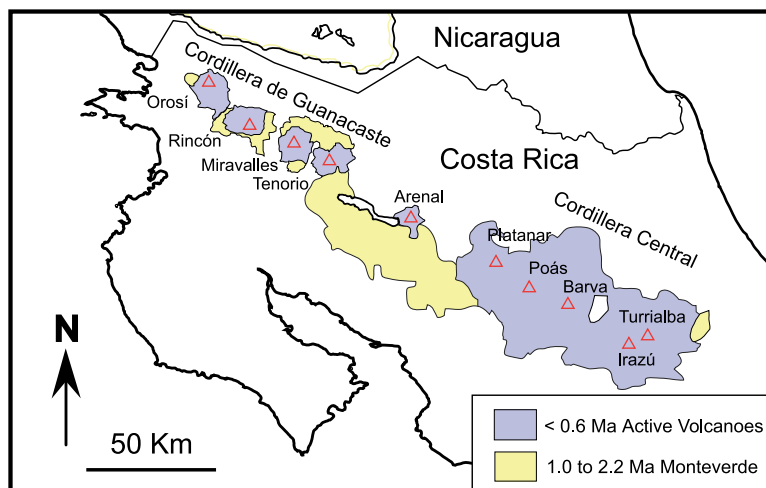 Nicaragua
Cordillera de Guanacaste
Orosí
Rincón
Miravalles
Tenorio
Costa Rica
Arenal
Cordillera Central
Platanar
Poás
Barva
Turrialba
Irazú
N
50 Km
< 0.6 Ma Active Volcanoes
1.0 to 2.2 Ma Monteverde